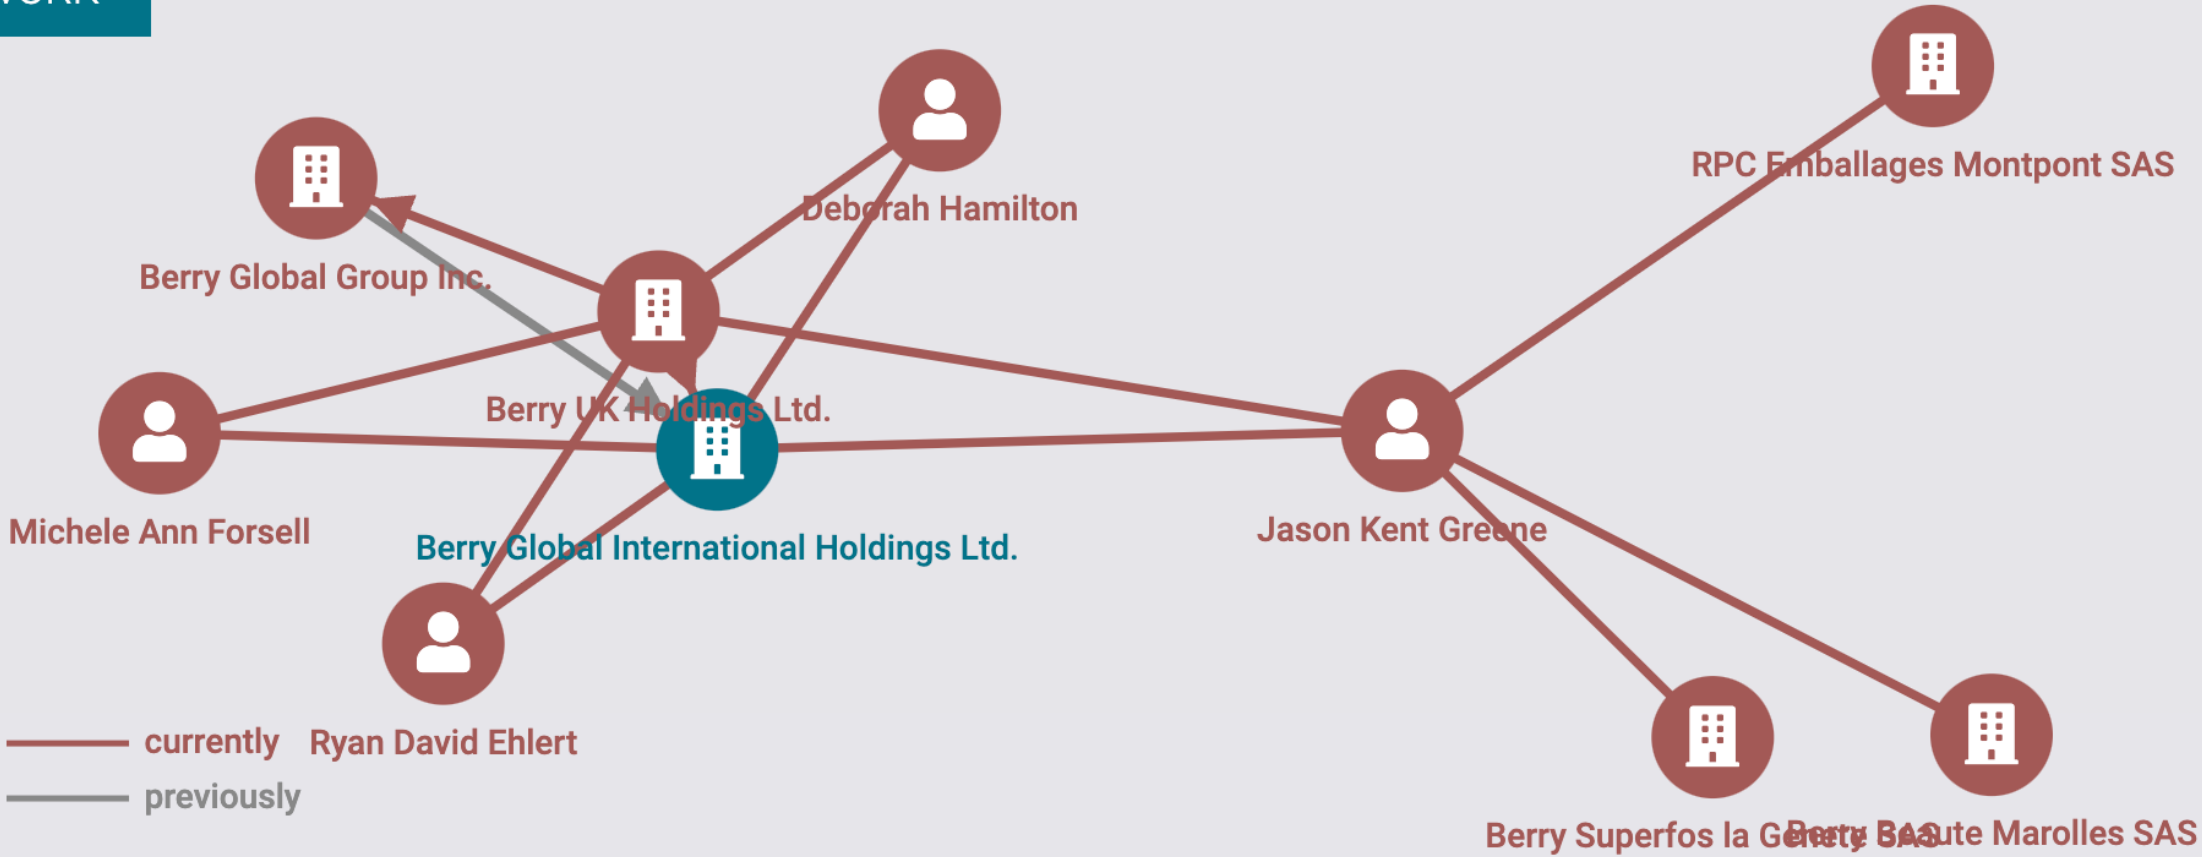 Deborah Hamilton
RPC Emballages Montpont SAS
Berry Global Group Inc.
Berry UK Holdings Ltd.
Michele Ann Forsell
Berry Global International Holdings Ltd.
Jason Kent Greene
currently
Ryan David Ehlert
previously
Berry Superfos la Genete SAS
Berry Beaute Marolles SAS